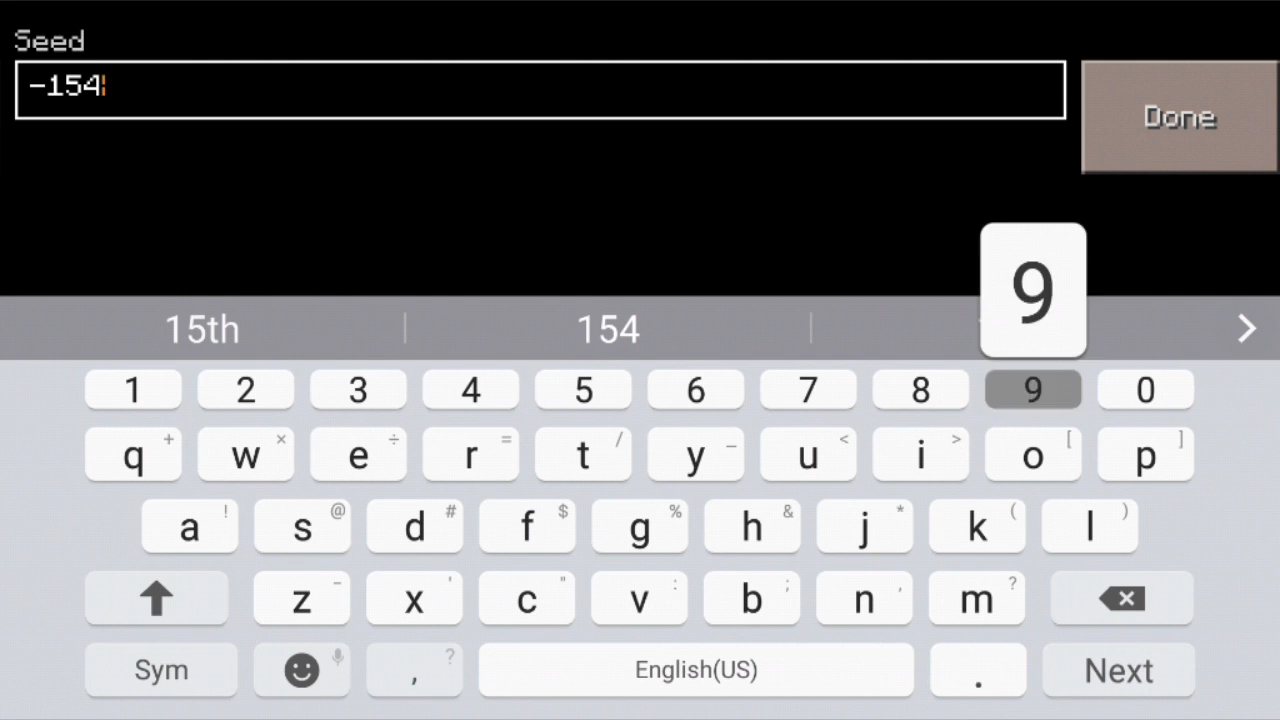 Seed
-154
Done
9
15th 154
1 2 3 4 5 6 7 8 9 0
q + w × e ÷ r = t / y _ u < i > o [ p ]
a ! s @ d # f $ g % h & j * k ( l )
z - x ' c " v : b ; n , m ?
Sym , ? English(US) . Next